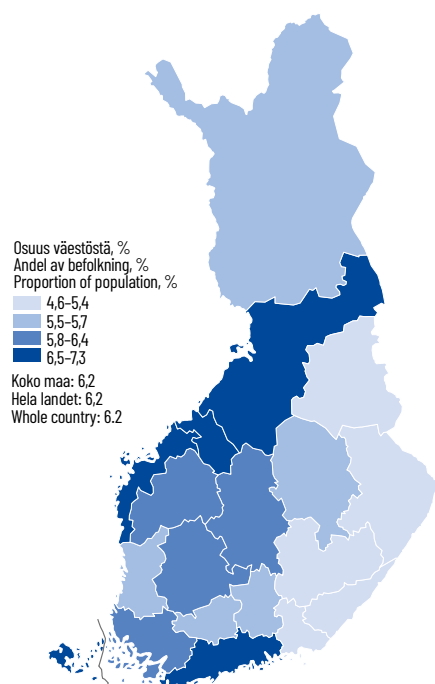 Osuus väestöstä, %
Andel av befolkning, %
Proportion of population, %
4,6–5,4
5,5–5,7
5,8–6,4
6,5–7,3
Koko maa: 6,2
Hela landet: 6,2
Whole country: 6.2